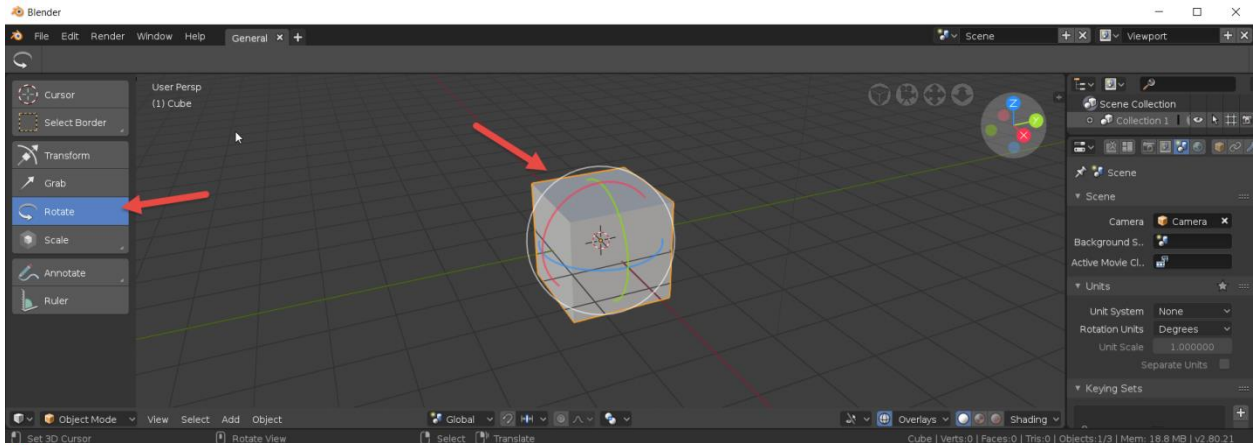 Blender
File Edit Render Window Help General × + Scene Viewport
Cursor
Select Border
Transform
Grab
Rotate
Scale
Annotate
Ruler
User Persp
(1) Cube
Z
Y
X
Scene Collection
Collection 1
Scene
Scene
Camera Camera
Background S..
Active Movie Cl..
Units
Unit System None
Rotation Units Degrees
Unit Scale 1.000000
Separate Units
Keying Sets
Object Mode View Select Add Object Global Overlays Shading
Set 3D Cursor Rotate View Select Translate Cube | Verts:0 | Faces:0 | Tris:0 | Objects:1/3 | Mem: 18.8 MB | v2.80.21